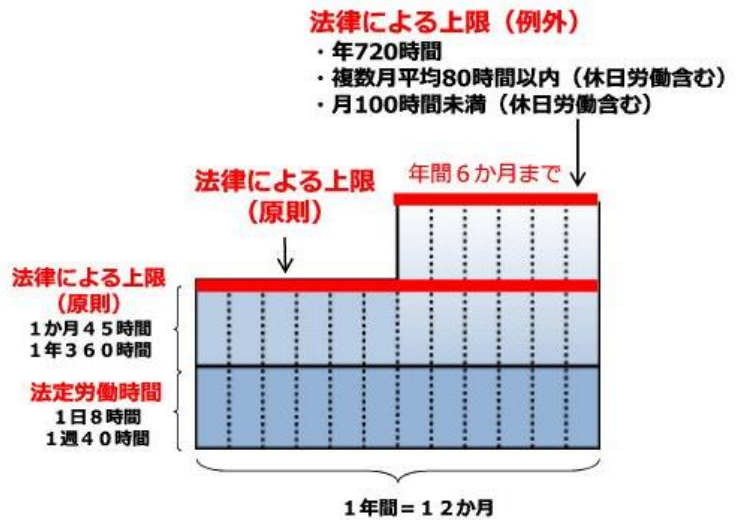 法律による上限（例外）
・年720時間
・複数月平均80時間以内（休日労働含む）
・月100時間未満（休日労働含む）
年間６か月まで
法律による上限
（原則）
法律による上限
（原則）
１か月４５時間
１年３６０時間
法定労働時間
１日８時間
１週４０時間
１年間＝１２か月